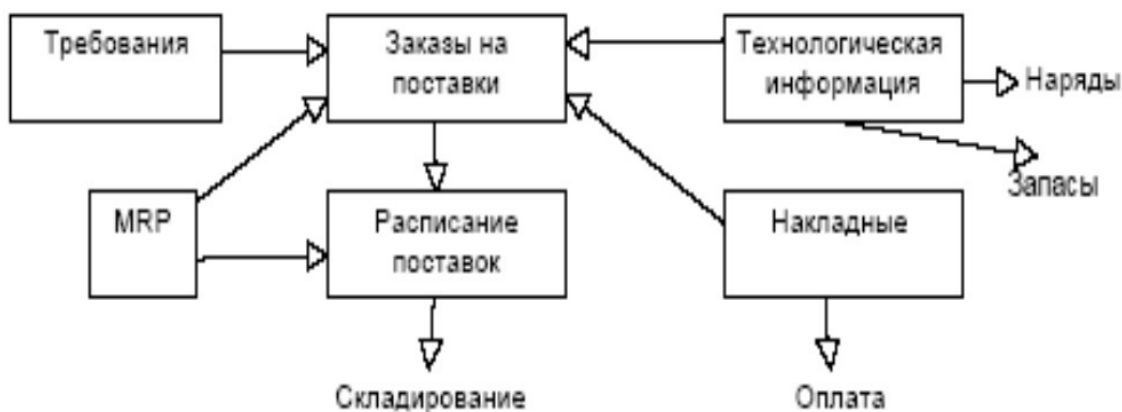 Требования
Заказы на
поставки
Технологическая
информация
Наряды
Запасы
MRP
Расписание
поставок
Накладные
Складирование
Оплата